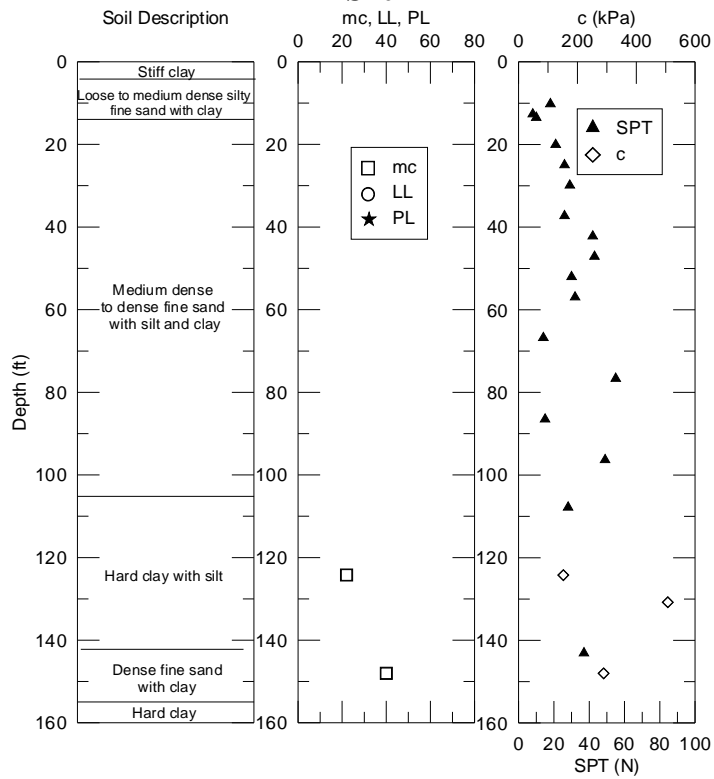 Soil Description
mc, LL, PL
c (kPa)
0 20 40 60 80
0 200 400 600
Depth (ft)
0
20
40
60
80
100
120
140
160
Stiff clay
Loose to medium dense silty
fine sand with clay
Medium dense
to dense fine sand
with silt and clay
Hard clay with silt
Dense fine sand
with clay
Hard clay
0
20
40
60
80
100
120
140
160
mc
LL
PL
0
20
40
60
80
100
120
140
160
SPT
c
0 20 40 60 80 100
SPT (N)